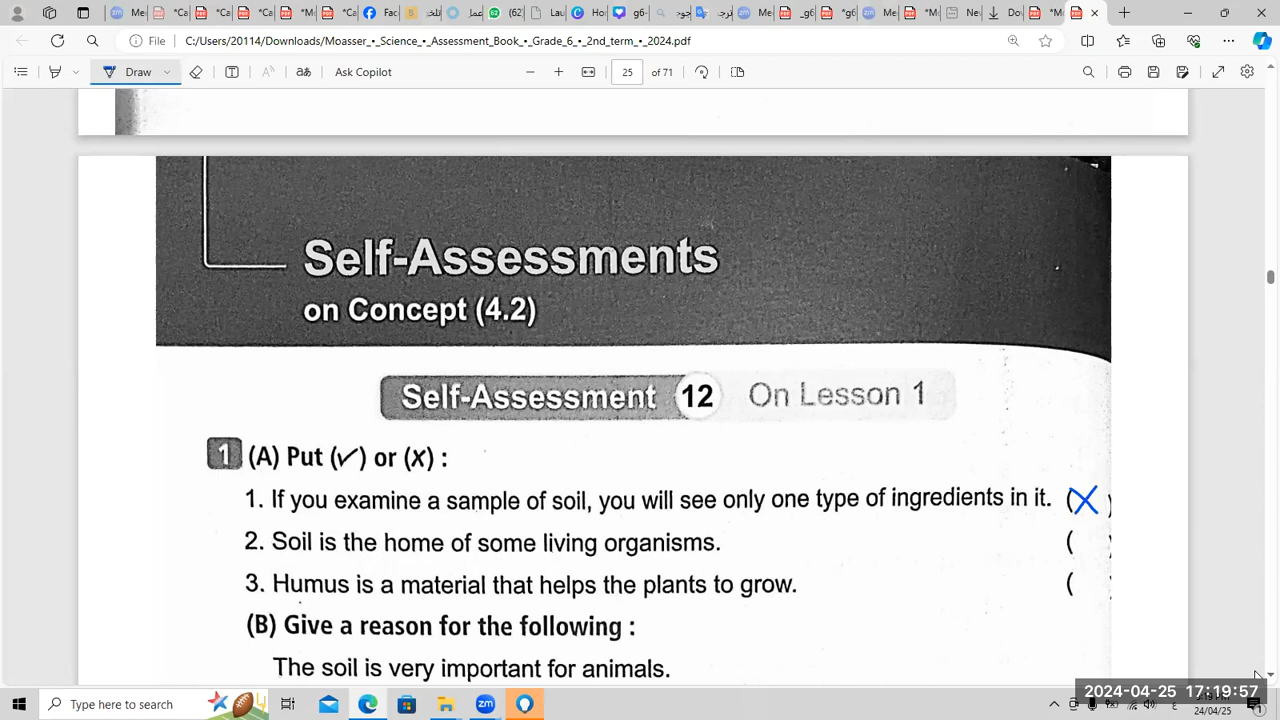 File C:/Users/20114/Downloads/Moasser_•_Science_•_Assessment_Book_•_Grade_6_•_2nd_term_•_2024.pdf
Draw Ask Copilot 25 of 71
Self-Assessments
on Concept (4.2)
Self-Assessment 12 On Lesson 1
1 (A) Put (✓) or (x) :
1. If you examine a sample of soil, you will see only one type of ingredients in it. (X)
2. Soil is the home of some living organisms. ( )
3. Humus is a material that helps the plants to grow. ( )
(B) Give a reason for the following :
The soil is very important for animals.
Type here to search
2024-04-25 17:19:57
24/04/25